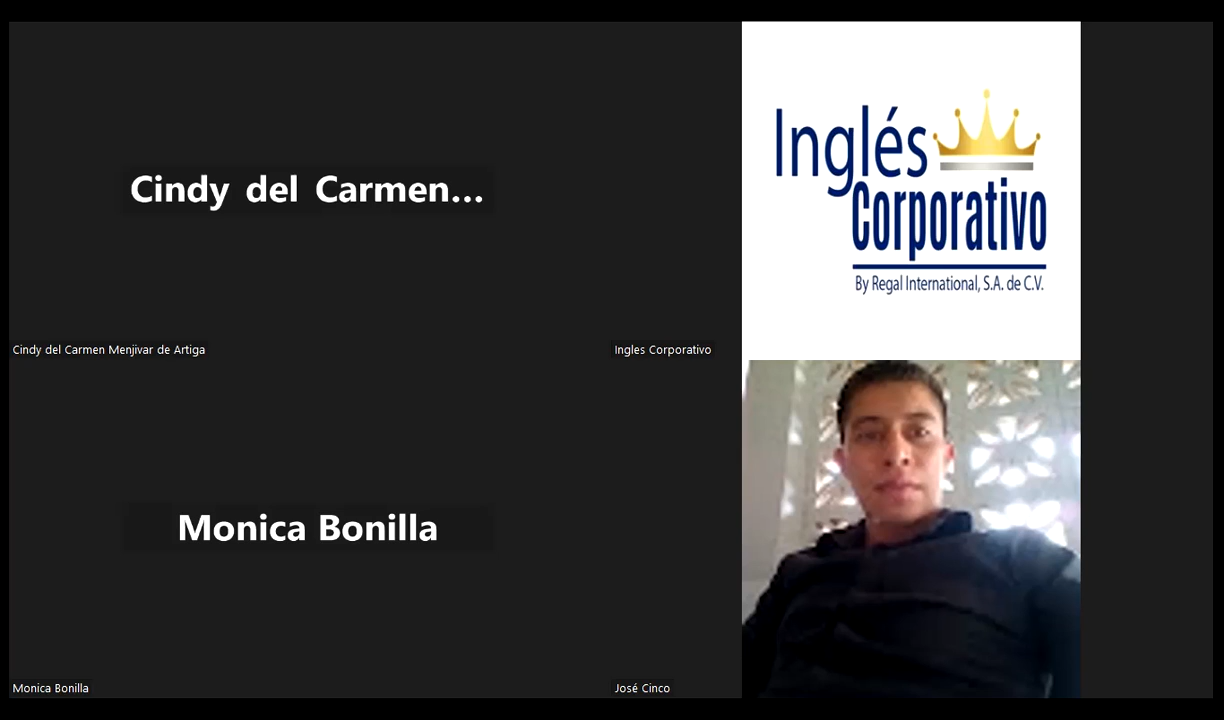 Cindy del Carmen...
Cindy del Carmen Menjivar de Artiga
Inglés
Corporativo
By Regal International, S.A. de C.V.
Ingles Corporativo
Monica Bonilla
Monica Bonilla
José Cinco